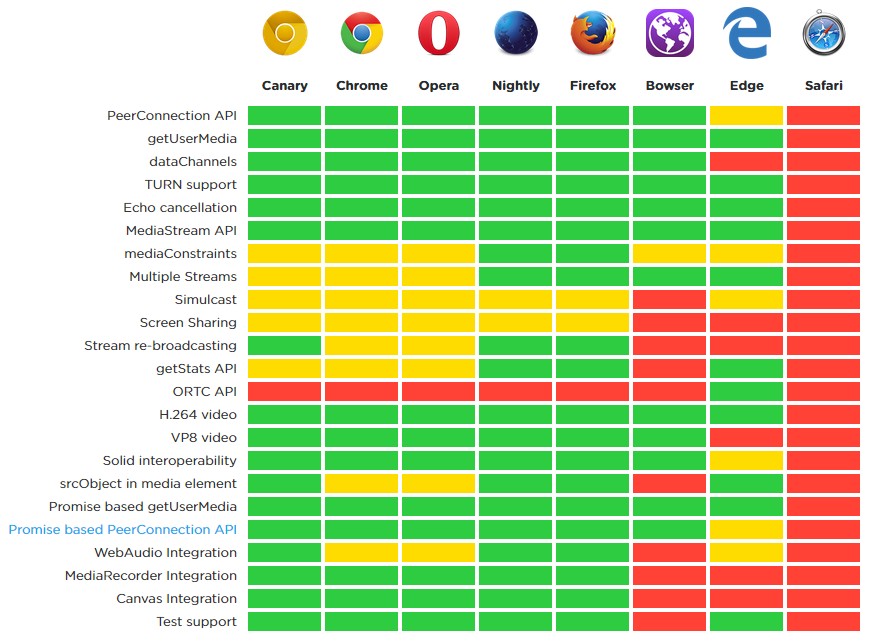 Canary Chrome Opera Nightly Firefox Bowser Edge Safari
PeerConnection API
getUserMedia
dataChannels
TURN support
Echo cancellation
MediaStream API
mediaConstraints
Multiple Streams
Simulcast
Screen Sharing
Stream re-broadcasting
getStats API
ORTC API
H.264 video
VP8 video
Solid interoperability
srcObject in media element
Promise based getUserMedia
Promise based PeerConnection API
WebAudio Integration
MediaRecorder Integration
Canvas Integration
Test support